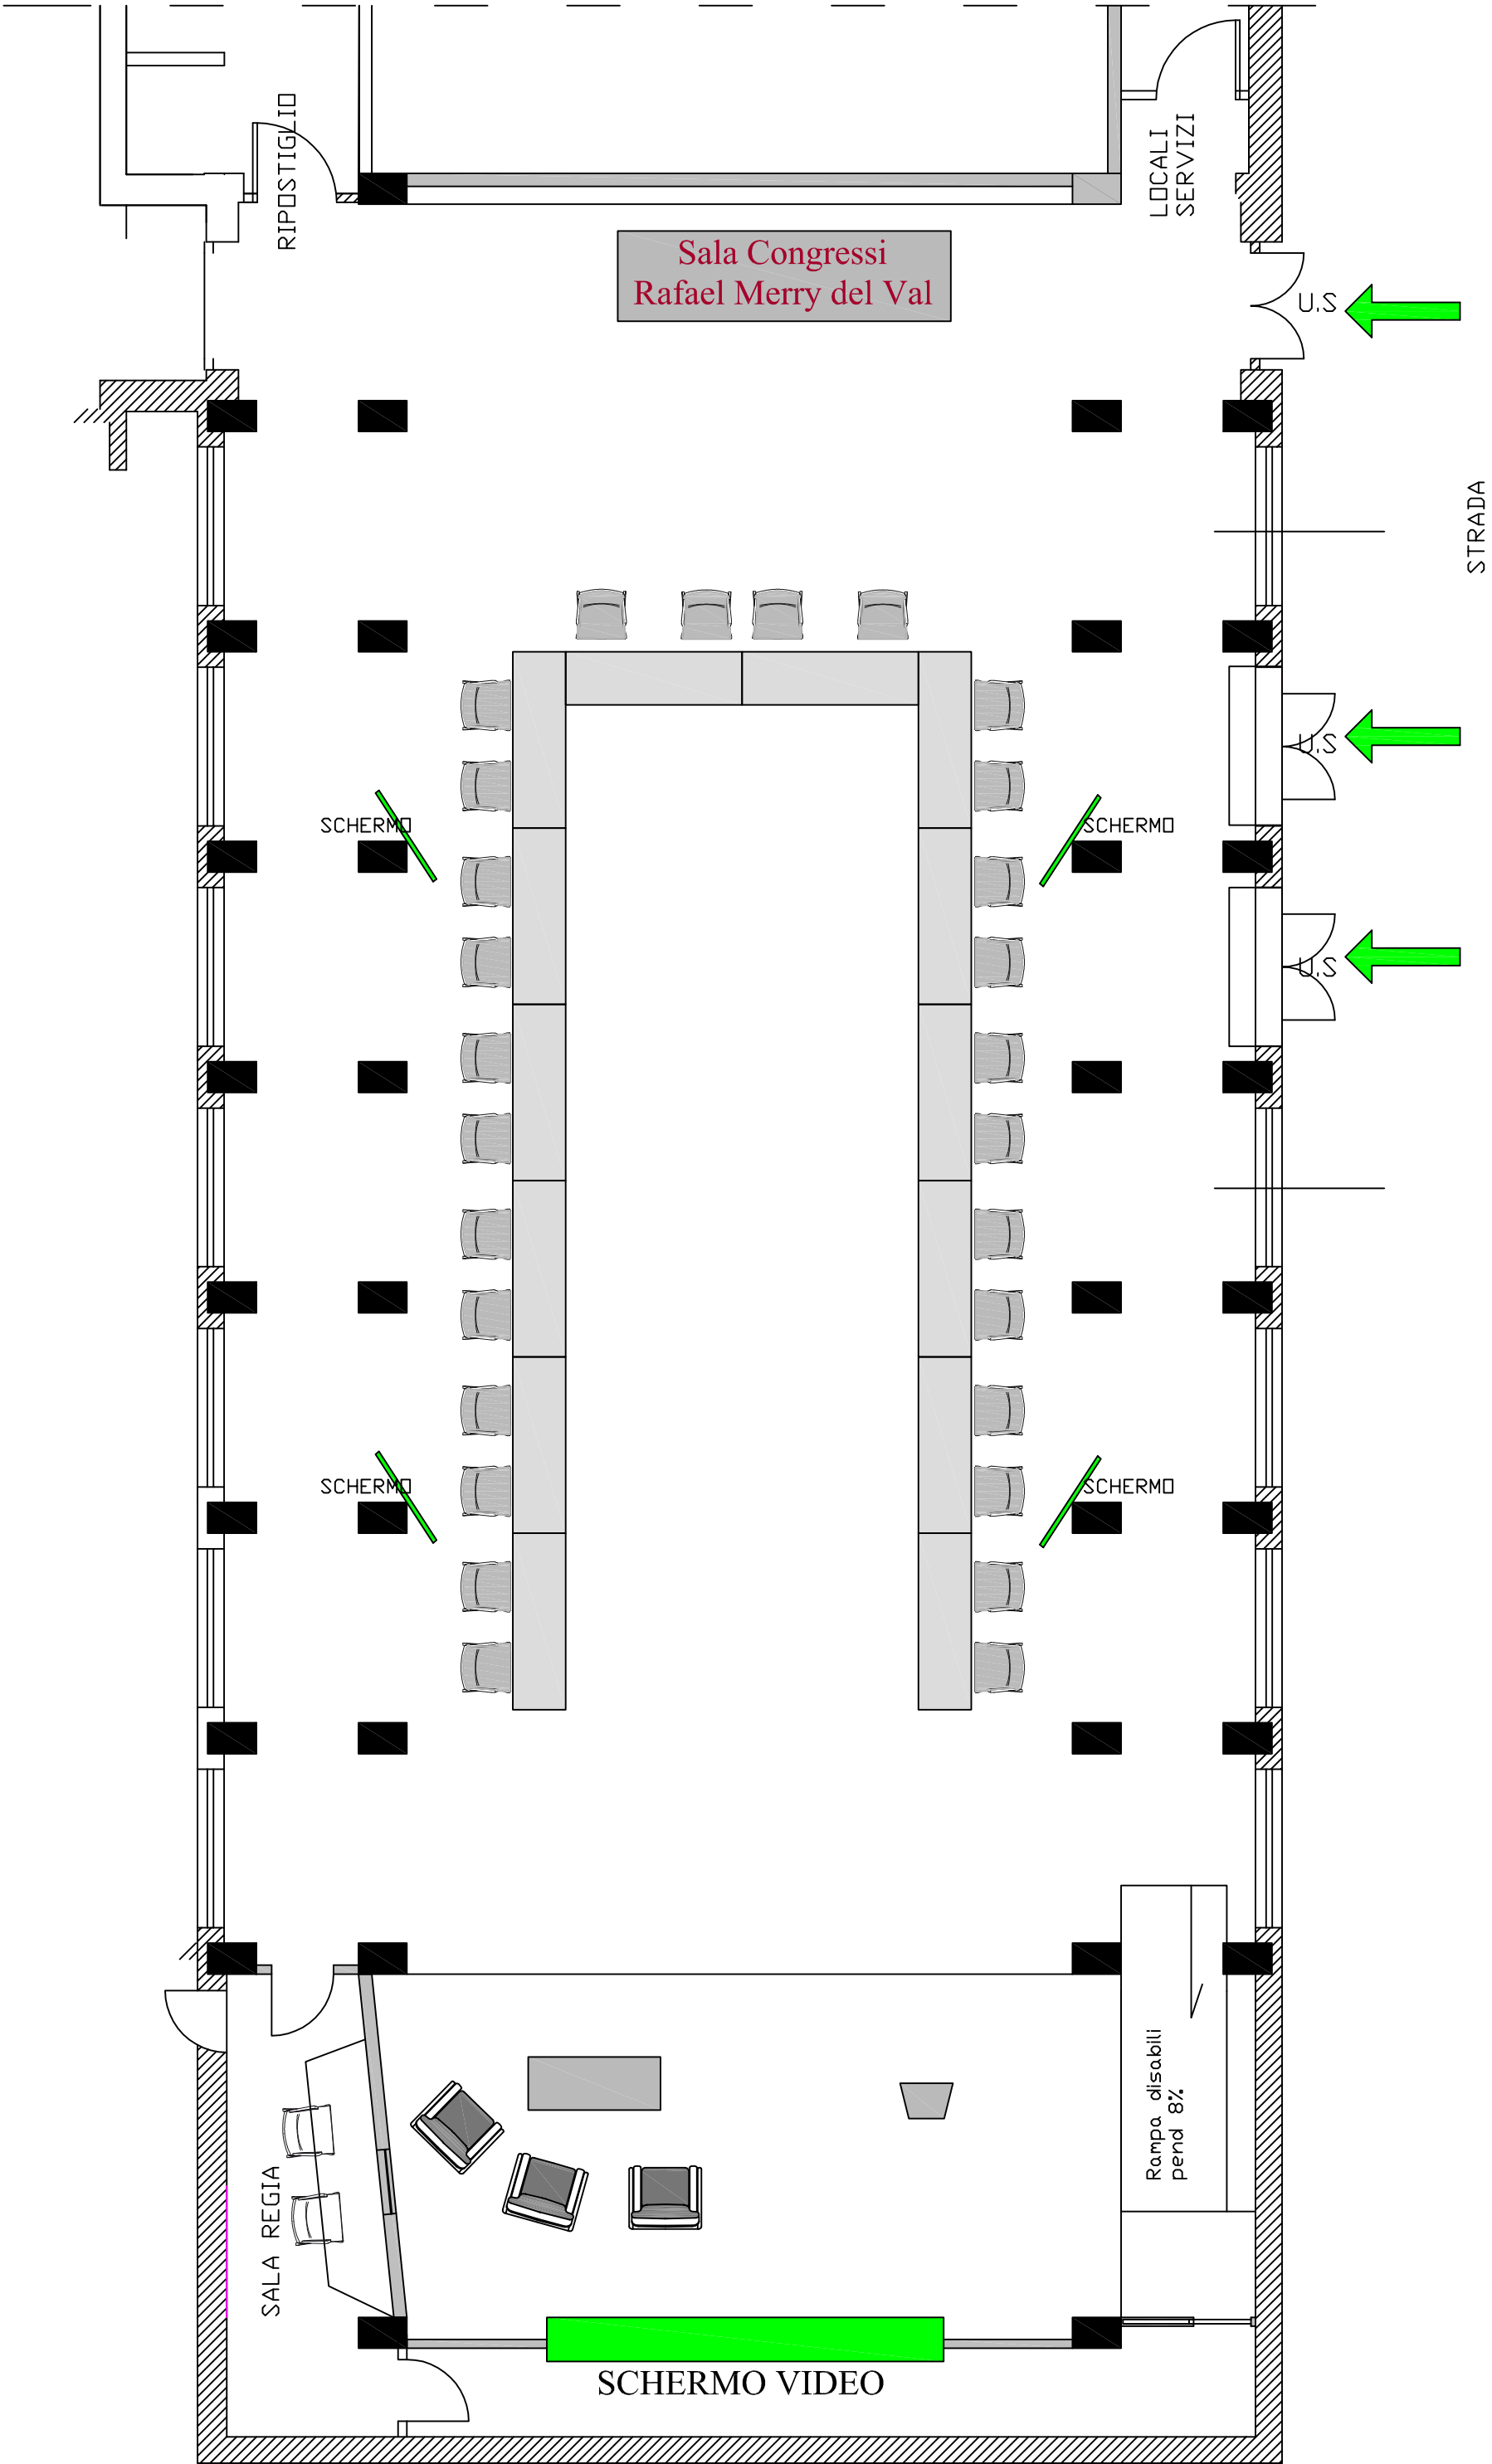 RIPOSTIGLIO
LOCALI
SERVIZI
Sala Congressi
Rafael Merry del Val
U.S
STRADA
U.S
SCHERMO
SCHERMO
U.S
SCHERMO
SCHERMO
Rampa disabili
pend 8%
SALA REGIA
SCHERMO VIDEO